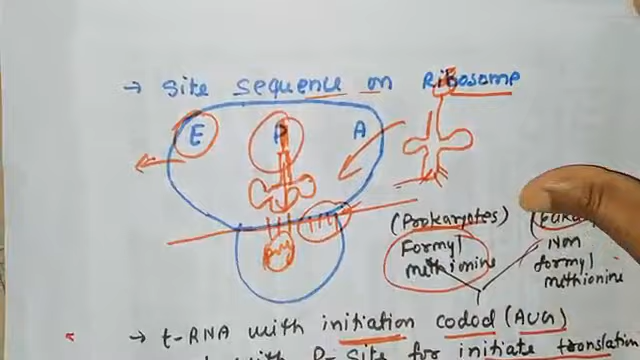 → Site sequence on Ribosome
E P A
(Prokaryotes)
Formyl
methionine
Non
formyl
methionine
→ t-RNA with initiation codod (AUG)
with P-Site for initiate translation